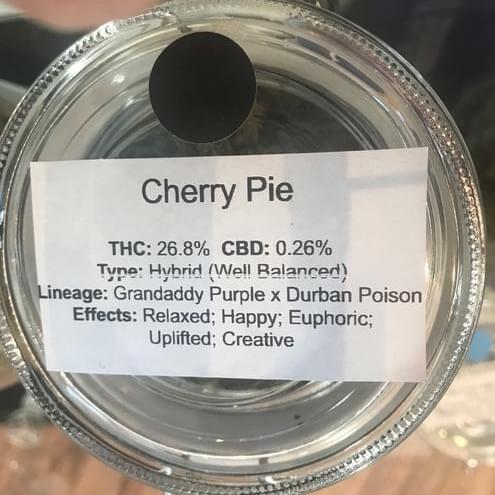 Cherry Pie
THC: 26.8% CBD: 0.26%
Type: Hybrid (Well Balanced)
Lineage: Grandaddy Purple x Durban Poison
Effects: Relaxed; Happy; Euphoric;
Uplifted; Creative